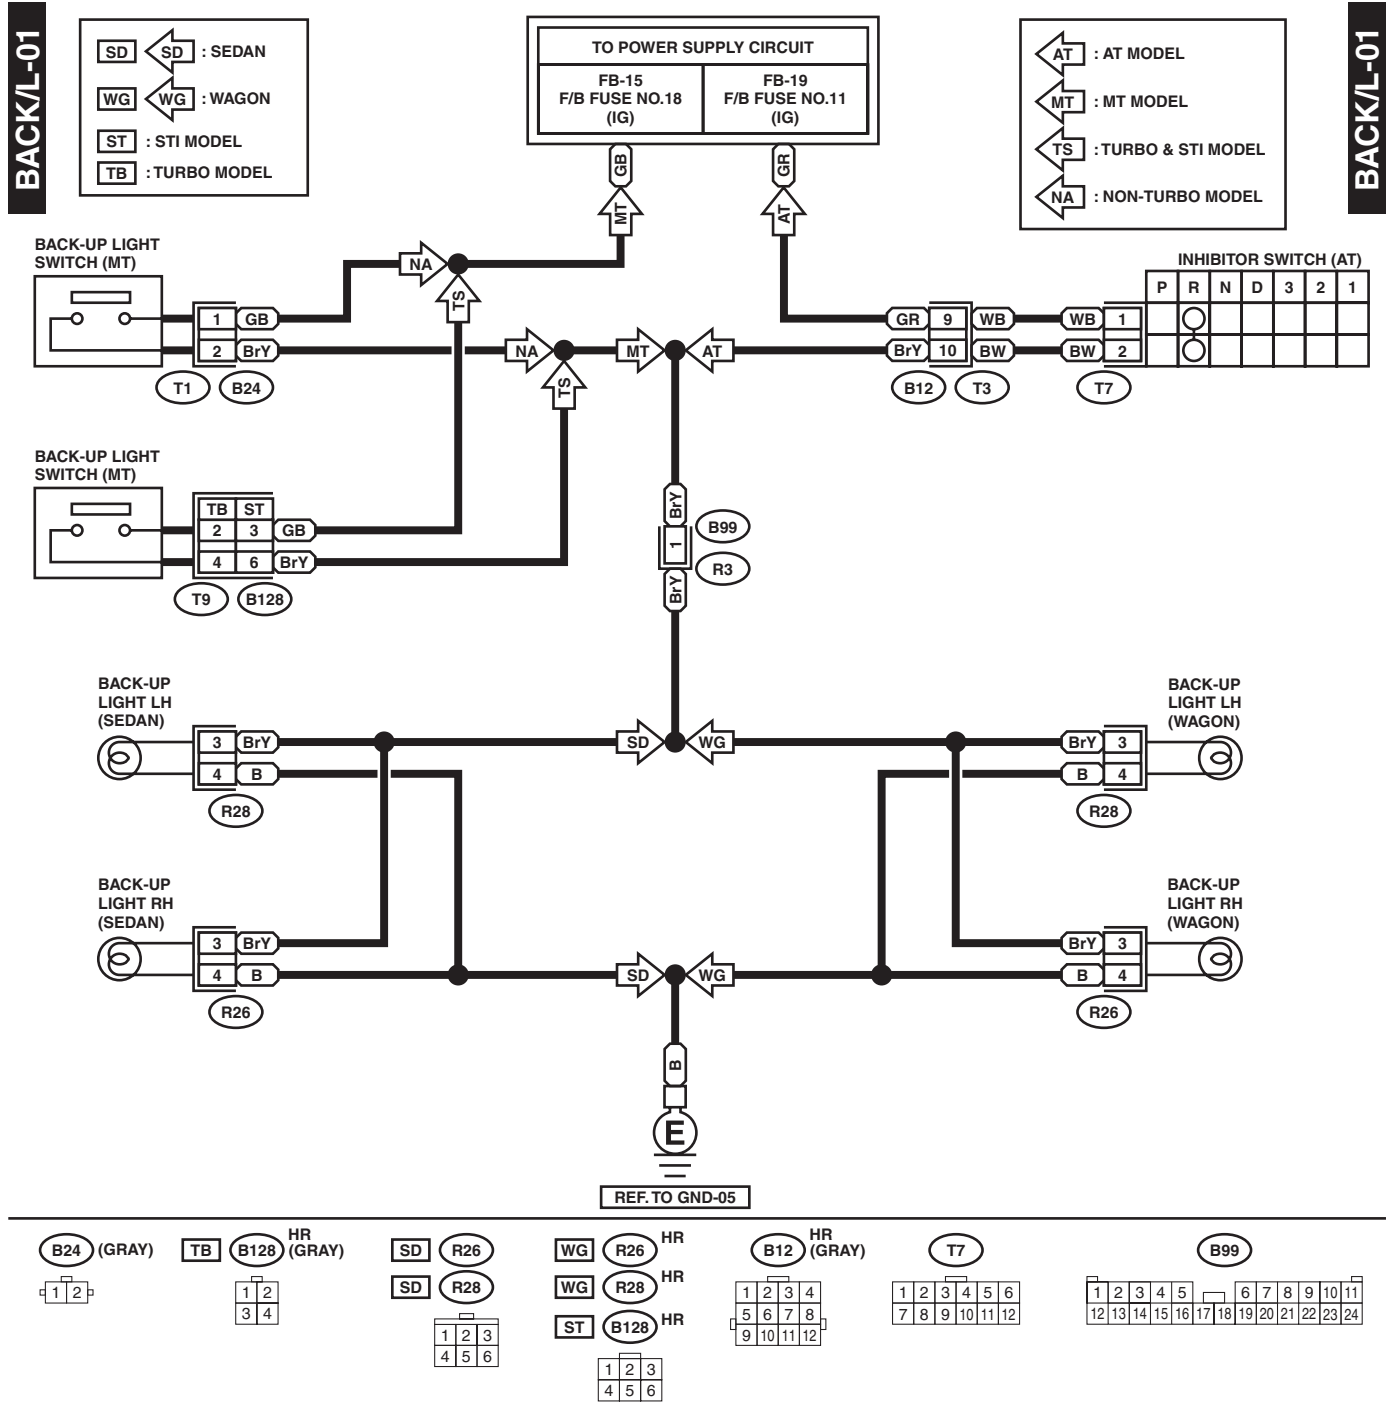 BACK/L-01
BACK/L-01
SD SD : SEDAN
WG WG : WAGON
ST : STI MODEL
TB : TURBO MODEL
TO POWER SUPPLY CIRCUIT
FB-15
F/B FUSE NO.18
(IG)
FB-19
F/B FUSE NO.11
(IG)
AT : AT MODEL
MT : MT MODEL
TS : TURBO & STI MODEL
NA : NON-TURBO MODEL
GB
GR
MT
AT
BACK-UP LIGHT
SWITCH (MT)
NA
TS
1 GB
2 BrY
T1 B24
NA
TS
MT
AT
INHIBITOR SWITCH (AT)
P R N D 3 2 1
GR 9 WB WB 1
BrY 10 BW BW 2
B12 T3 T7
BACK-UP LIGHT
SWITCH (MT)
TB ST
2 3 GB
4 6 BrY
T9 B128
BrY
1
BrY
B99
R3
BACK-UP
LIGHT LH
(SEDAN)
3 BrY
4 B
R28
SD
WG
BACK-UP
LIGHT LH
(WAGON)
BrY 3
B 4
R28
BACK-UP
LIGHT RH
(SEDAN)
3 BrY
4 B
R26
SD
WG
BACK-UP
LIGHT RH
(WAGON)
BrY 3
B 4
R26
B
E
REF. TO GND-05
B24 (GRAY)
1 2
TB B128 HR (GRAY)
1 2
3 4
SD R26
SD R28
1 2 3
4 5 6
WG R26 HR
WG R28 HR
ST B128 HR
1 2 3
4 5 6
B12 HR (GRAY)
1 2 3 4
5 6 7 8
9 10 11 12
T7
1 2 3 4 5 6
7 8 9 10 11 12
B99
1 2 3 4 5 6 7 8 9 10 11
12 13 14 15 16 17 18 19 20 21 22 23 24